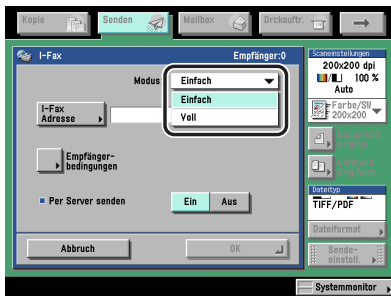 Kopie
Senden
Mailbox
Drckauftr.
I-Fax
Empfänger:0
Modus:
Einfach
Einfach
Voll
I-Fax
Adresse
Empfänger-
bedingungen
Per Server senden
Ein
Aus
Abbruch
OK
Scaneinstellungen
200x200 dpi
100 %
Auto
Farbe/SW
200x200
Original
Dateityp
TIFF/PDF
Dateiformat
Sende-
einstell.
Systemmonitor